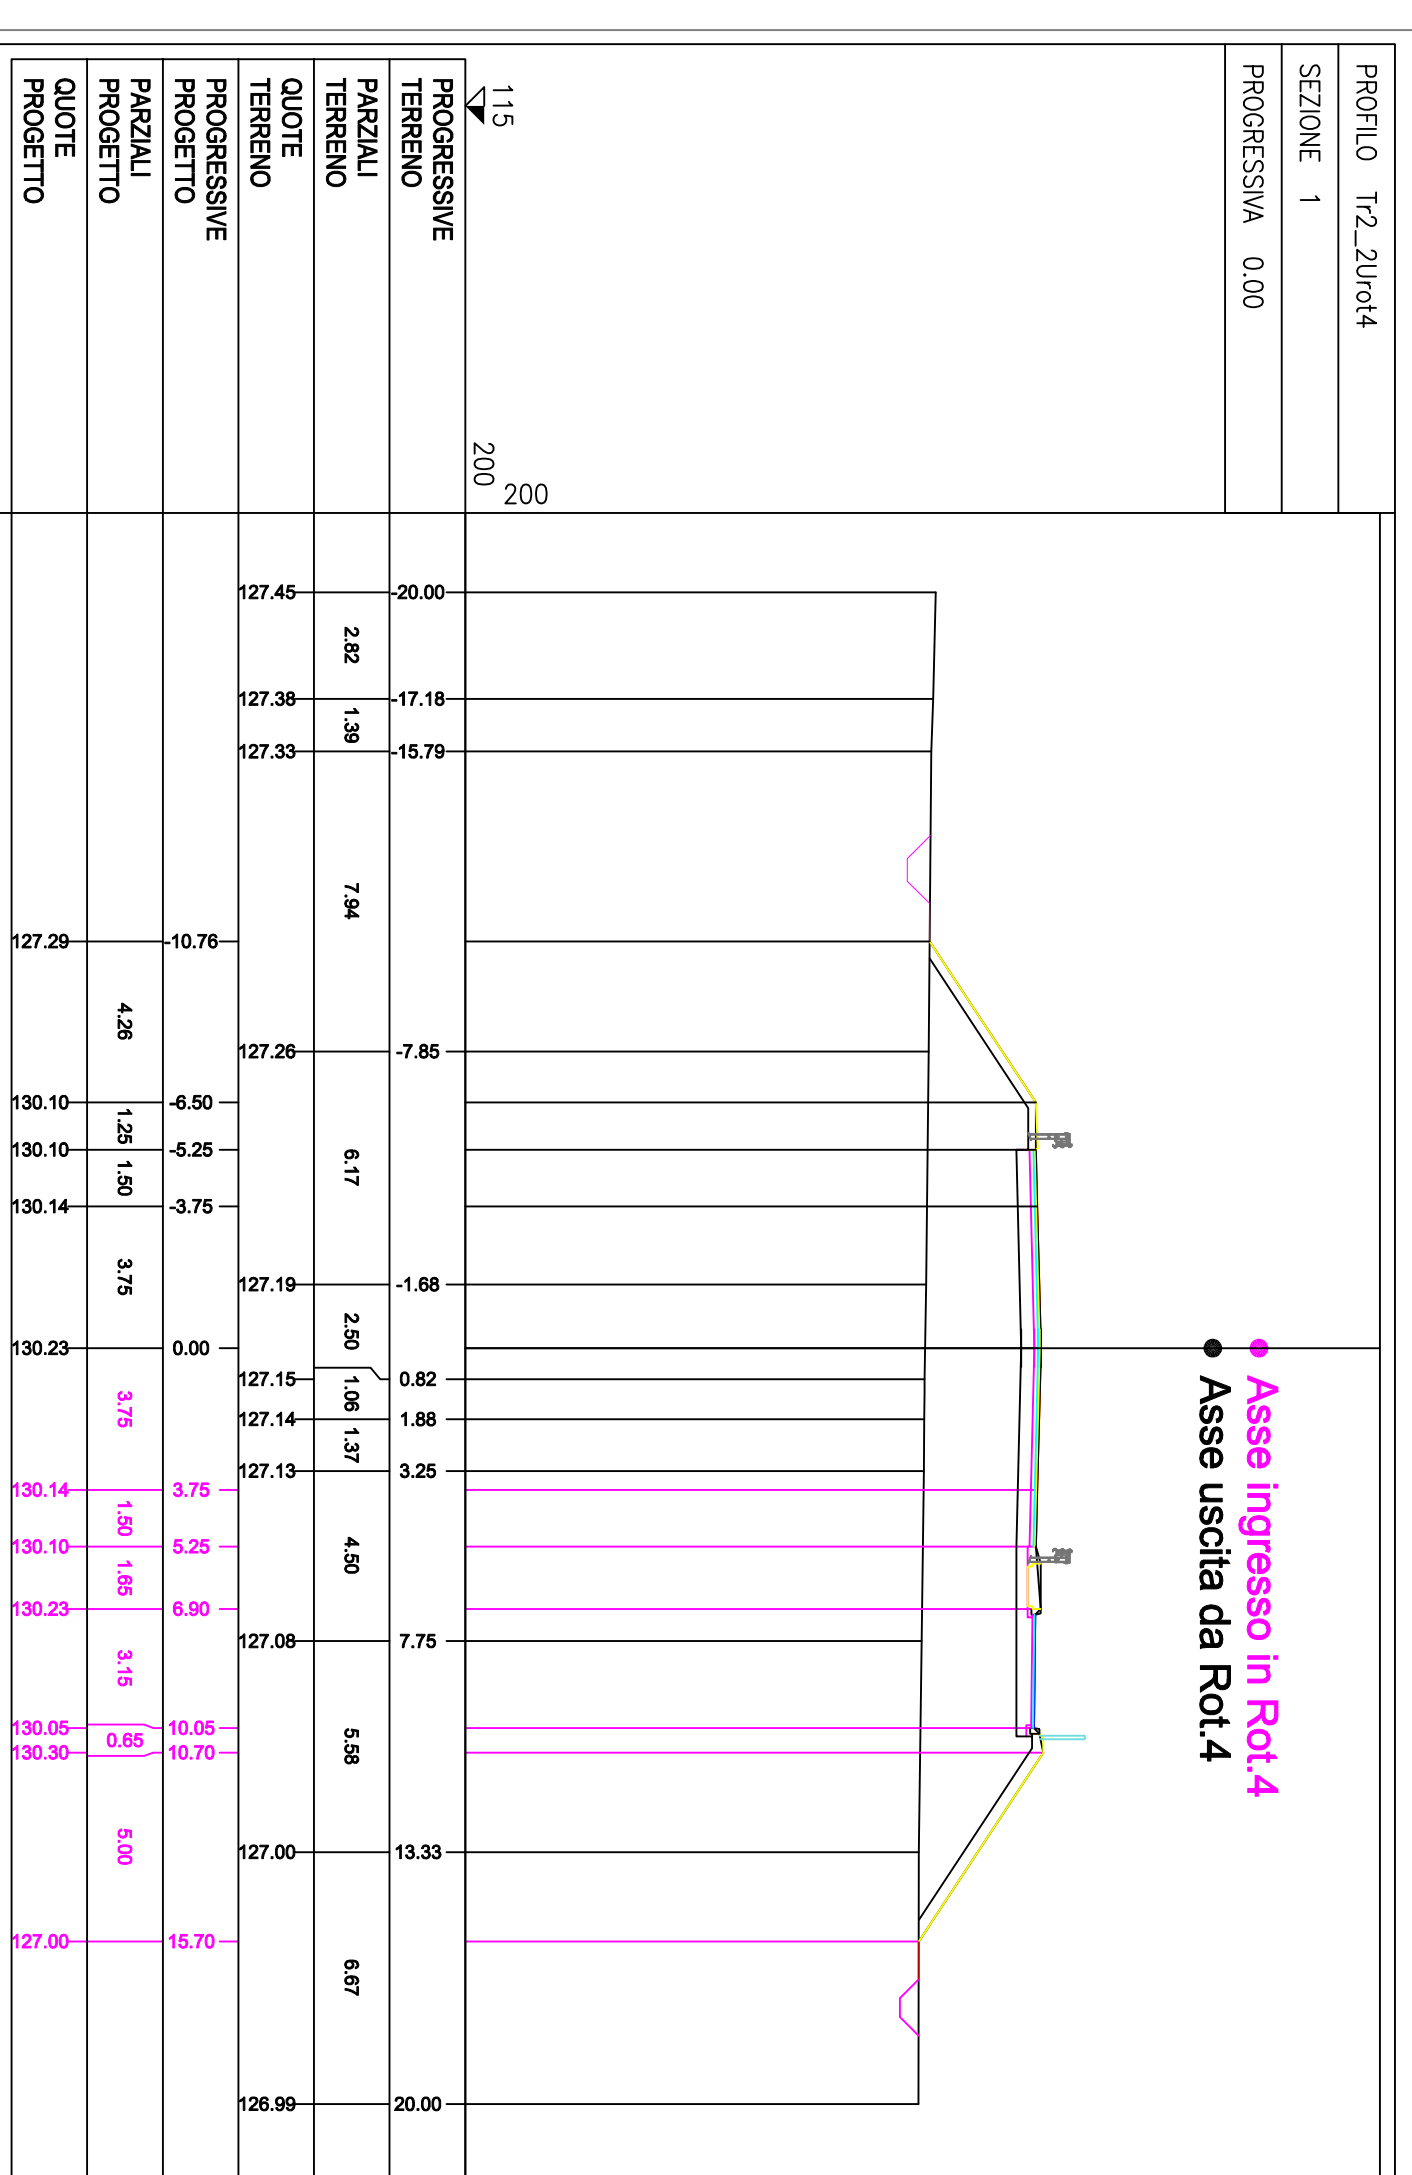 PROFILO Tr2_2Urot4
SEZIONE 1
PROGRESSIVA 0.00
Asse ingresso in Rot.4
Asse uscita da Rot.4
115
200
200
PROGRESSIVE
TERRENO
-20.00 -17.18 -15.79 -7.85 -1.68 0.82 1.88 3.25 7.75 13.33 20.00
PARZIALI
TERRENO
2.82 1.39 7.94 6.17 2.50 1.06 1.37 4.50 5.58 6.67
QUOTE
TERRENO
127.45 127.38 127.33 127.26 127.19 127.15 127.14 127.13 127.08 127.00 126.99
PROGRESSIVE
PROGETTO
-10.76 -6.50 -5.25 -3.75 0.00 3.75 5.25 6.90 10.05 10.70 15.70
PARZIALI
PROGETTO
4.26 1.25 1.50 3.75 3.75 1.50 1.65 3.15 0.65 5.00
QUOTE
PROGETTO
127.29 130.10 130.10 130.14 130.23 130.14 130.10 130.23 130.05 130.30 127.00